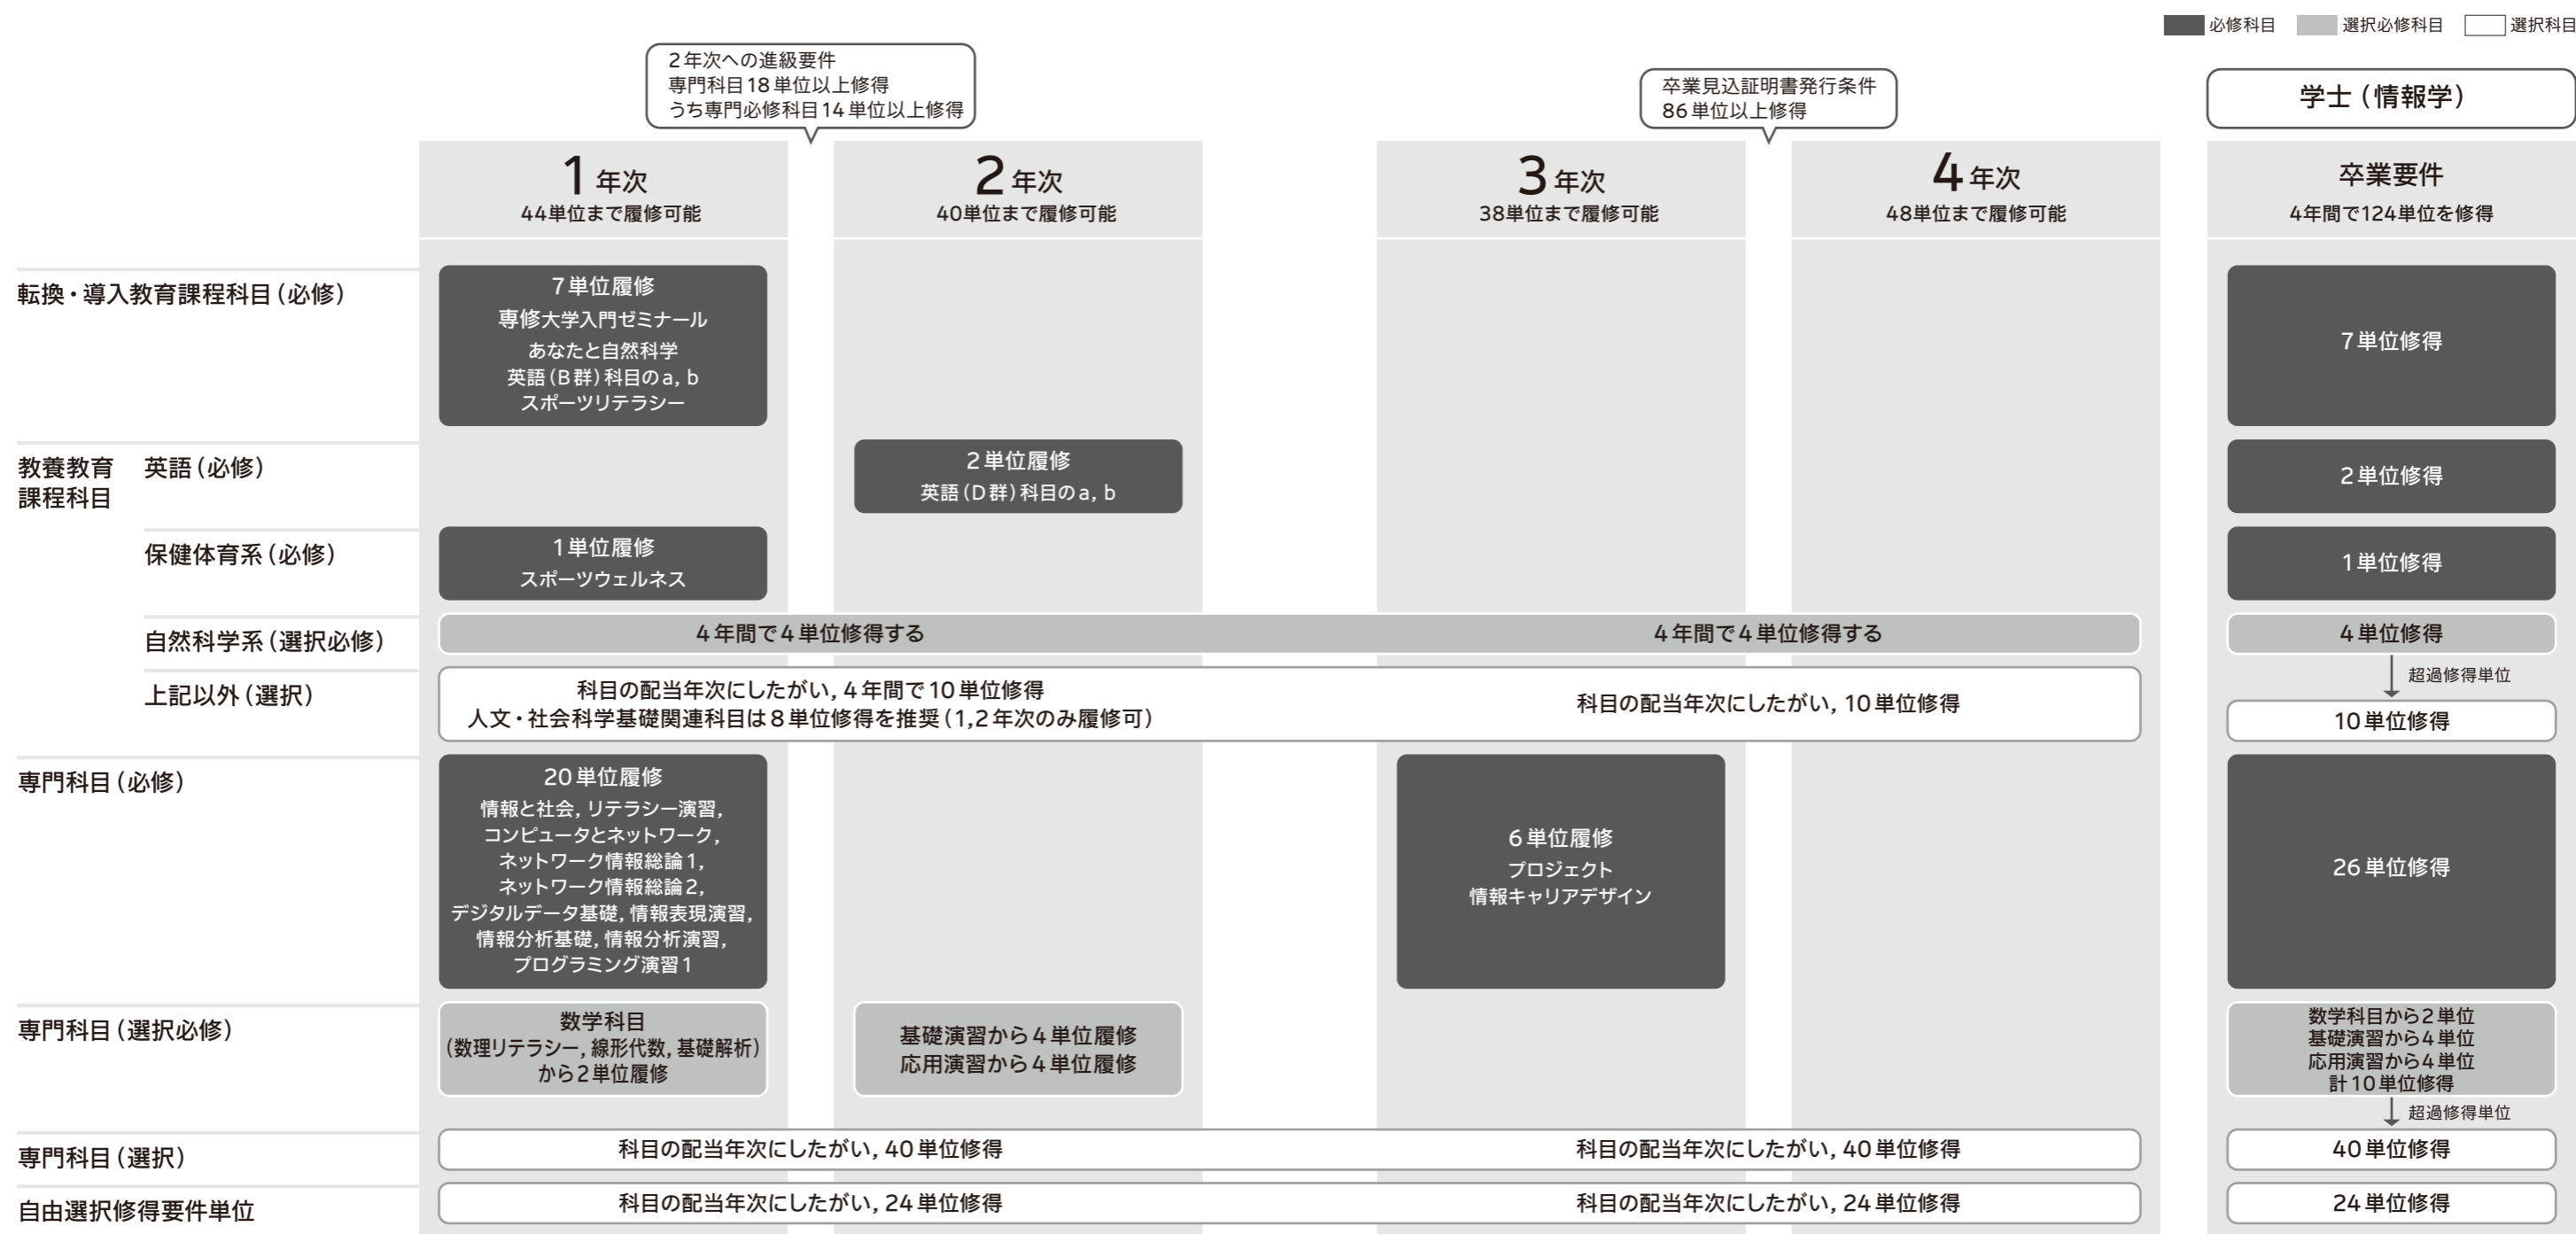 必修科目 選択必修科目 選択科目
2年次への進級要件
専門科目18単位以上修得
うち専門必修科目14単位以上修得
卒業見込証明書発行条件
86単位以上修得
学士（情報学）
1年次
44単位まで履修可能
2年次
40単位まで履修可能
3年次
38単位まで履修可能
4年次
48単位まで履修可能
卒業要件
4年間で124単位を修得
転換・導入教育課程科目（必修）
7単位履修
専修大学入門ゼミナール
あなたと自然科学
英語（B群）科目のa, b
スポーツリテラシー
7単位修得
教養教育
課程科目
英語（必修）
2単位履修
英語（D群）科目のa, b
2単位修得
保健体育系（必修）
1単位履修
スポーツウェルネス
1単位修得
自然科学系（選択必修）
4年間で4単位修得する
4年間で4単位修得する
4単位修得
超過修得単位
上記以外（選択）
科目の配当年次にしたがい, 4年間で10単位修得
人文・社会科学基礎関連科目は8単位修得を推奨（1,2年次のみ履修可）
科目の配当年次にしたがい, 10単位修得
10単位修得
専門科目（必修）
20単位履修
情報と社会, リテラシー演習,
コンピュータとネットワーク,
ネットワーク情報総論1,
ネットワーク情報総論2,
デジタルデータ基礎, 情報表現演習,
情報分析基礎, 情報分析演習,
プログラミング演習1
6単位履修
プロジェクト
情報キャリアデザイン
26単位修得
専門科目（選択必修）
数学科目
（数理リテラシー, 線形代数, 基礎解析）
から2単位履修
基礎演習から4単位履修
応用演習から4単位履修
数学科目から2単位
基礎演習から4単位
応用演習から4単位
計10単位修得
超過修得単位
専門科目（選択）
科目の配当年次にしたがい, 40単位修得
科目の配当年次にしたがい, 40単位修得
40単位修得
自由選択修得要件単位
科目の配当年次にしたがい, 24単位修得
科目の配当年次にしたがい, 24単位修得
24単位修得